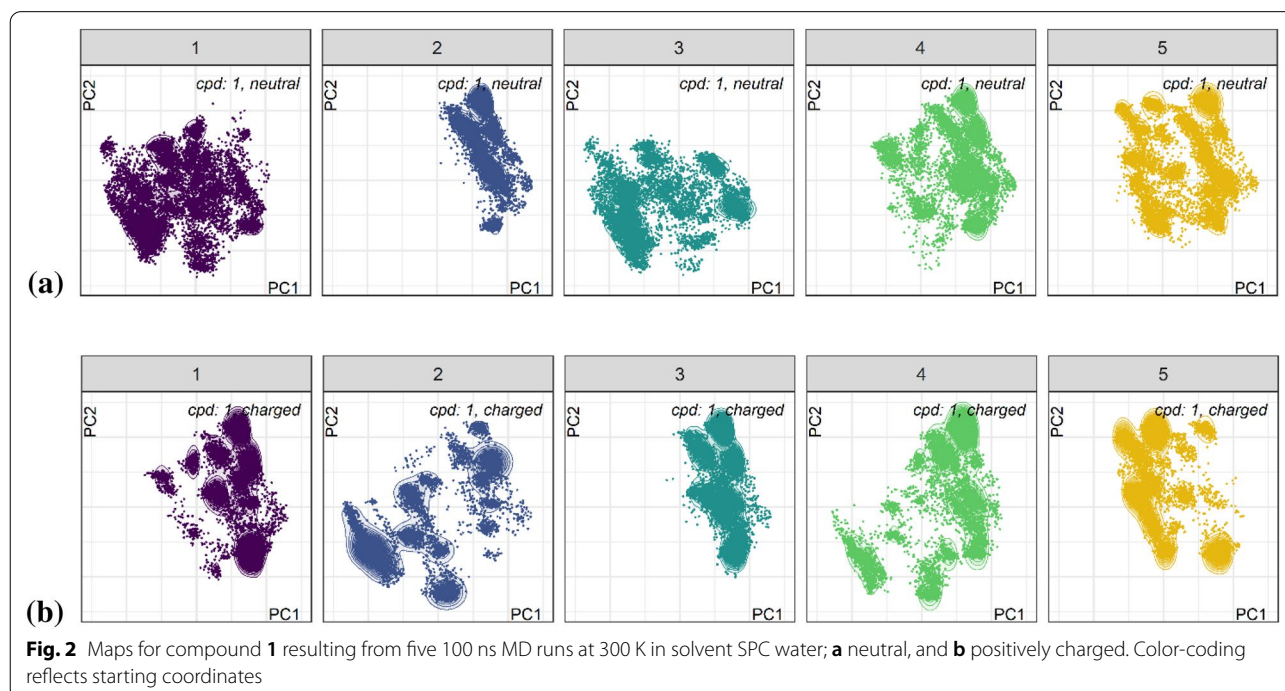 1 2 3 4 5
PC2 cpd: 1, neutral PC2 cpd: 1, neutral PC2 cpd: 1, neutral PC2 cpd: 1, neutral PC2 cpd: 1, neutral
(a) PC1 PC1 PC1 PC1 PC1
1 2 3 4 5
PC2 cpd: 1, charged PC2 cpd: 1, charged PC2 cpd: 1, charged PC2 cpd: 1, charged PC2 cpd: 1, charged
(b) PC1 PC1 PC1 PC1 PC1
Fig. 2 Maps for compound 1 resulting from five 100 ns MD runs at 300 K in solvent SPC water; a neutral, and b positively charged. Color-coding
reflects starting coordinates